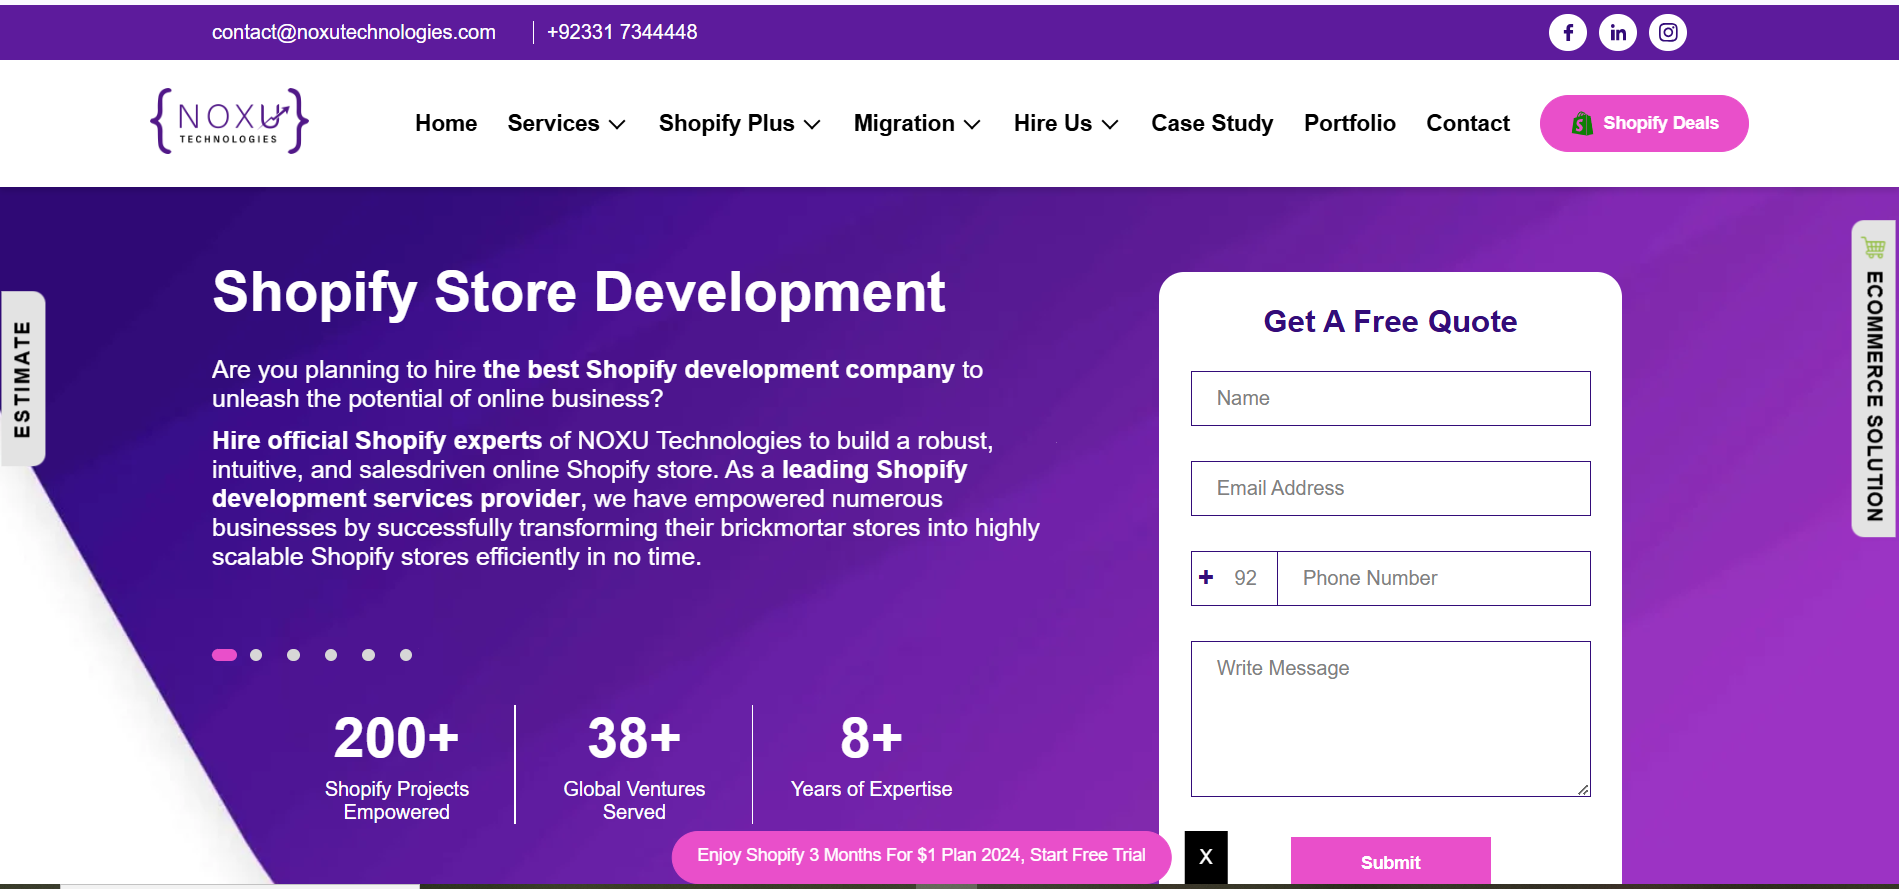 contact@noxutechnologies.com
+92331 7344448
NOXU
TECHNOLOGIES
Home
Services
Shopify Plus
Migration
Hire Us
Case Study
Portfolio
Contact
Shopify Deals
ESTIMATE
ECOMMERCE SOLUTION
Shopify Store Development
Are you planning to hire the best Shopify development company to
unleash the potential of online business?
Hire official Shopify experts of NOXU Technologies to build a robust,
intuitive, and salesdriven online Shopify store. As a leading Shopify
development services provider, we have empowered numerous
businesses by successfully transforming their brickmortar stores into highly
scalable Shopify stores efficiently in no time.
200+
Shopify Projects
Empowered
38+
Global Ventures
Served
8+
Years of Expertise
Get A Free Quote
Name
Email Address
+ 92
Phone Number
Write Message
Submit
Enjoy Shopify 3 Months For $1 Plan 2024, Start Free Trial
X